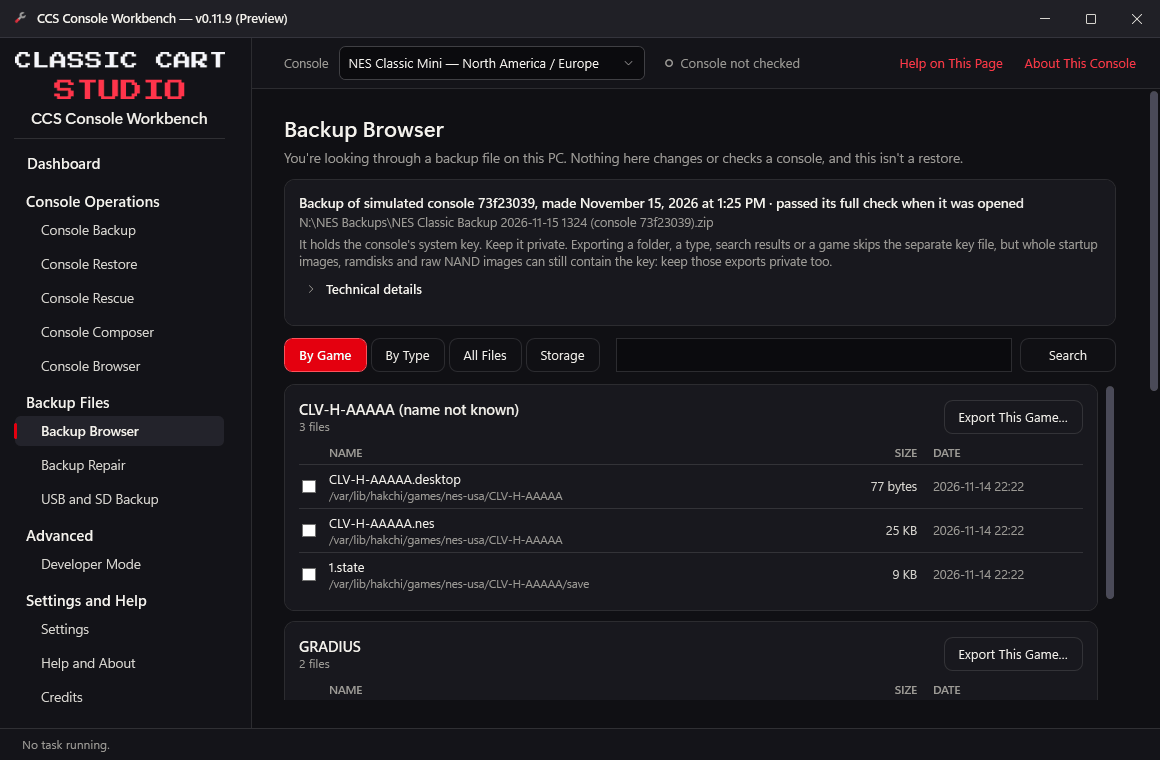 CCS Console Workbench — v0.11.9 (Preview)
CLASSIC CART
STUDIO
CCS Console Workbench
Dashboard
Console Operations
Console Backup
Console Restore
Console Rescue
Console Composer
Console Browser
Backup Files
Backup Browser
Backup Repair
USB and SD Backup
Advanced
Developer Mode
Settings and Help
Settings
Help and About
Credits
Console
NES Classic Mini — North America / Europe
Console not checked
Help on This Page
About This Console
Backup Browser
You're looking through a backup file on this PC. Nothing here changes or checks a console, and this isn't a restore.
Backup of simulated console 73f23039, made November 15, 2026 at 1:25 PM · passed its full check when it was opened
N:\NES Backups\NES Classic Backup 2026-11-15 1324 (console 73f23039).zip
It holds the console's system key. Keep it private. Exporting a folder, a type, search results or a game skips the separate key file, but whole startup
images, ramdisks and raw NAND images can still contain the key: keep those exports private too.
Technical details
By Game
By Type
All Files
Storage
Search
CLV-H-AAAAA (name not known)
3 files
Export This Game...
NAME SIZE DATE
CLV-H-AAAAA.desktop
/var/lib/hakchi/games/nes-usa/CLV-H-AAAAA
77 bytes 2026-11-14 22:22
CLV-H-AAAAA.nes
/var/lib/hakchi/games/nes-usa/CLV-H-AAAAA
25 KB 2026-11-14 22:22
1.state
/var/lib/hakchi/games/nes-usa/CLV-H-AAAAA/save
9 KB 2026-11-14 22:22
GRADIUS
2 files
Export This Game...
NAME SIZE DATE
No task running.